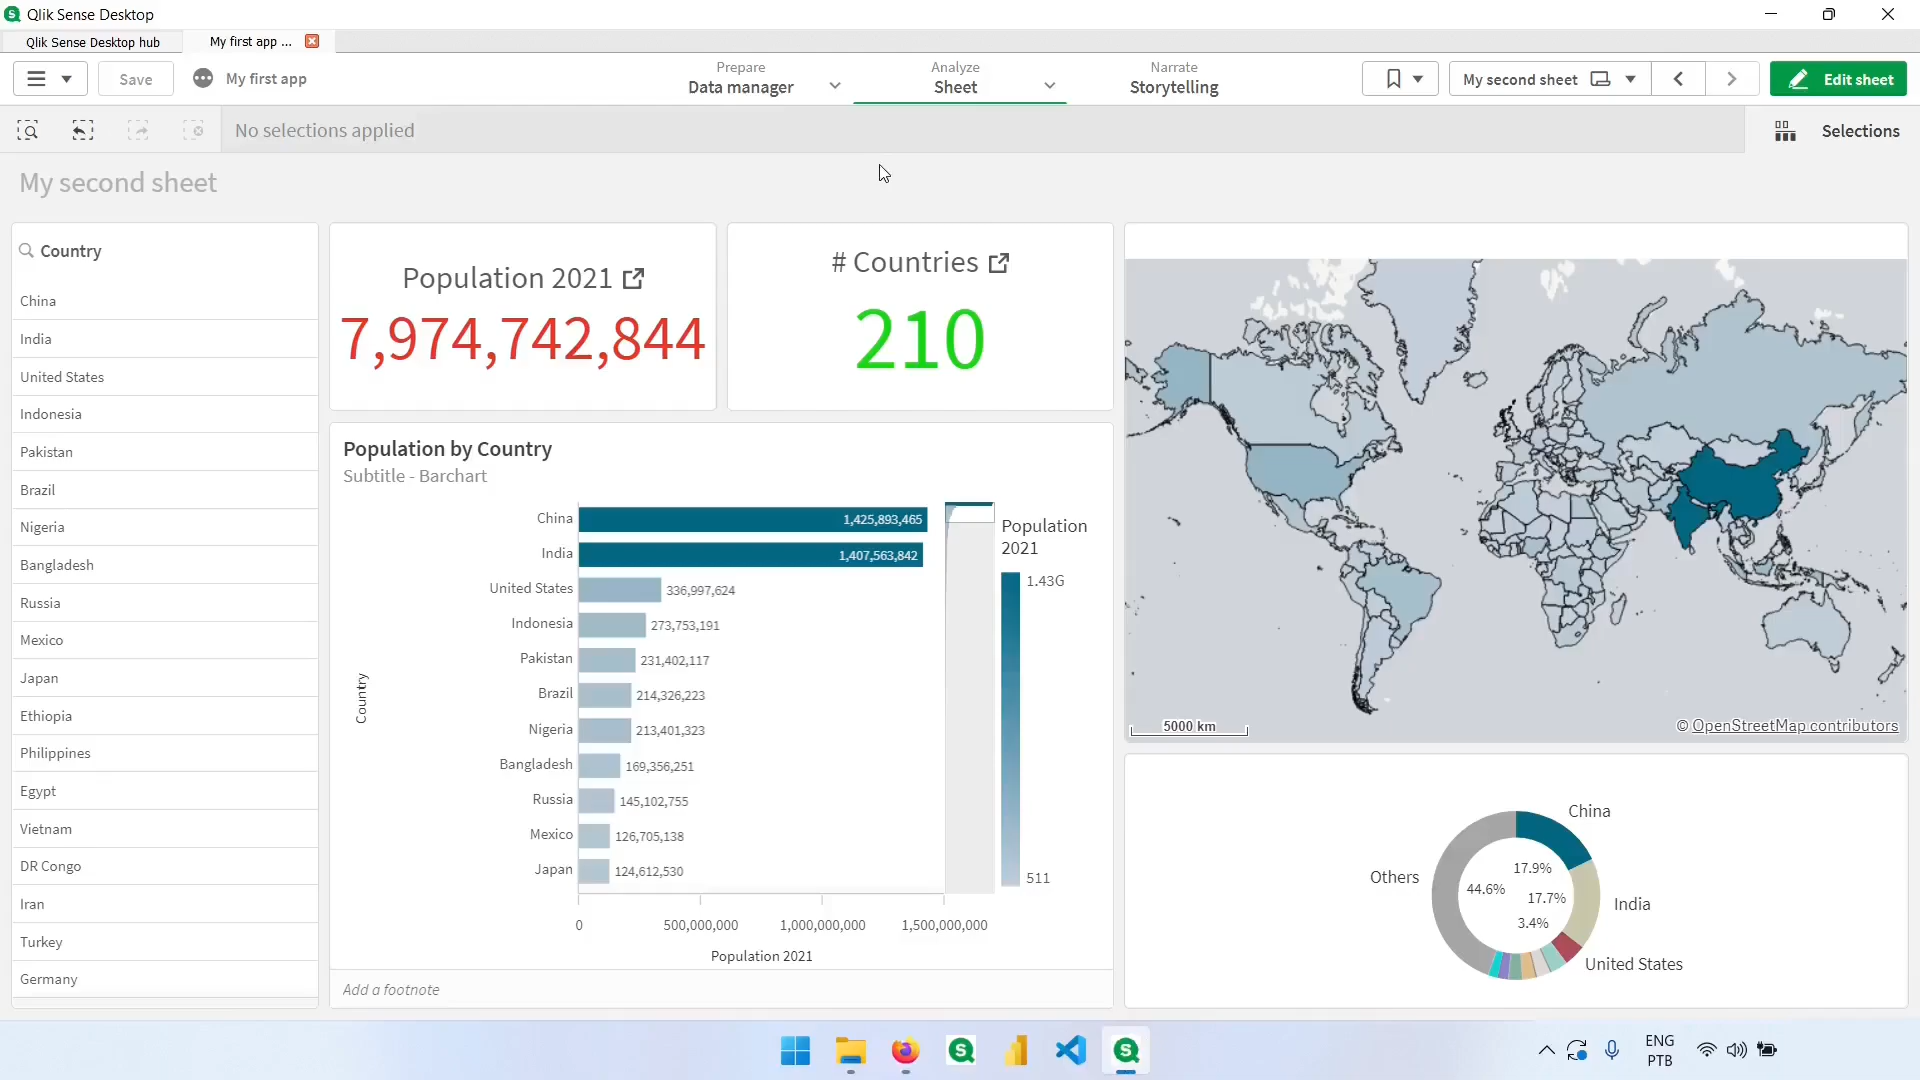 Qlik Sense Desktop
Qlik Sense Desktop hub
My first app ...
Save
My first app
Prepare
Data manager
Analyze
Sheet
Narrate
Storytelling
My second sheet
Edit sheet
No selections applied
Selections
My second sheet
Country
China
India
United States
Indonesia
Pakistan
Brazil
Nigeria
Bangladesh
Russia
Mexico
Japan
Ethiopia
Philippines
Egypt
Vietnam
DR Congo
Iran
Turkey
Germany
Population 2021
7,974,742,844
# Countries
210
Population by Country
Subtitle - Barchart
Country
China 1,425,893,465
India 1,407,563,842
United States 336,997,624
Indonesia 273,753,191
Pakistan 231,402,117
Brazil 214,326,223
Nigeria 213,401,323
Bangladesh 169,356,251
Russia 145,102,755
Mexico 126,705,138
Japan 124,612,530
0 500,000,000 1,000,000,000 1,500,000,000
Population 2021
Population
2021
1.43G
511
Add a footnote
5000 km
© OpenStreetMap contributors
China
17.9%
Others
44.6%
17.7%
India
3.4%
United States
ENG
PTB